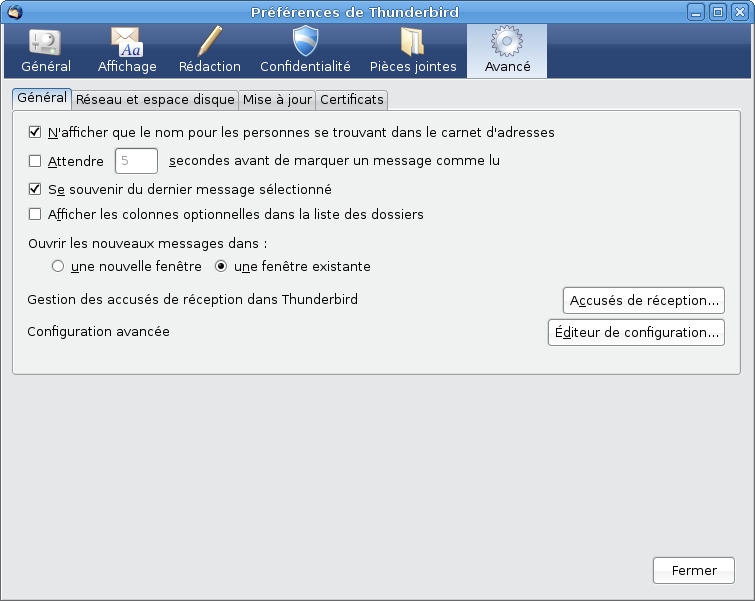 Préférences de Thunderbird
Général Affichage Rédaction Confidentialité Pièces jointes Avancé
Général Réseau et espace disque Mise à jour Certificats
N'afficher que le nom pour les personnes se trouvant dans le carnet d'adresses
Attendre 5 secondes avant de marquer un message comme lu
Se souvenir du dernier message sélectionné
Afficher les colonnes optionnelles dans la liste des dossiers
Ouvrir les nouveaux messages dans :
une nouvelle fenêtre une fenêtre existante
Gestion des accusés de réception dans Thunderbird Accusés de réception...
Configuration avancée Éditeur de configuration...
Fermer